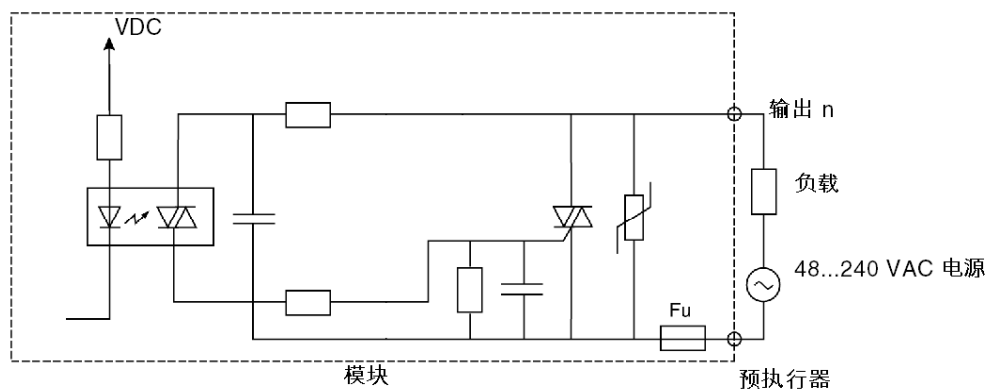 VDC
输出 n
负载
48...240 VAC 电源
Fu
模块
预执行器